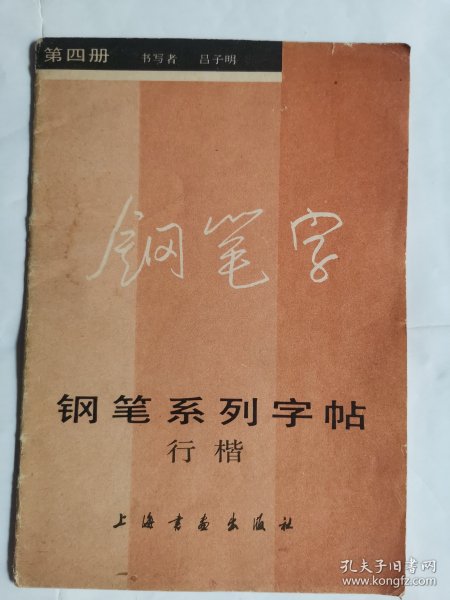 第四册 书写者 吕子明
钢笔字
钢笔系列字帖
行楷
上海书画出版社
孔夫子旧书网
www.kongfz.com